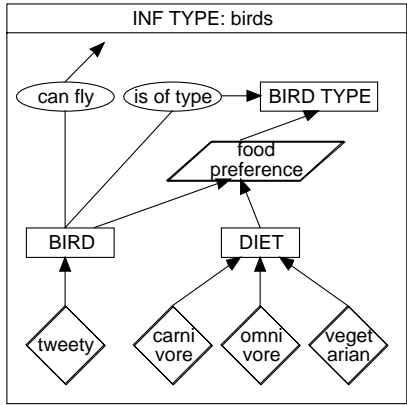 INF TYPE: birds
can fly
is of type
BIRD TYPE
food
preference
BIRD
DIET
tweety
carni
vore
omni
vore
veget
arian